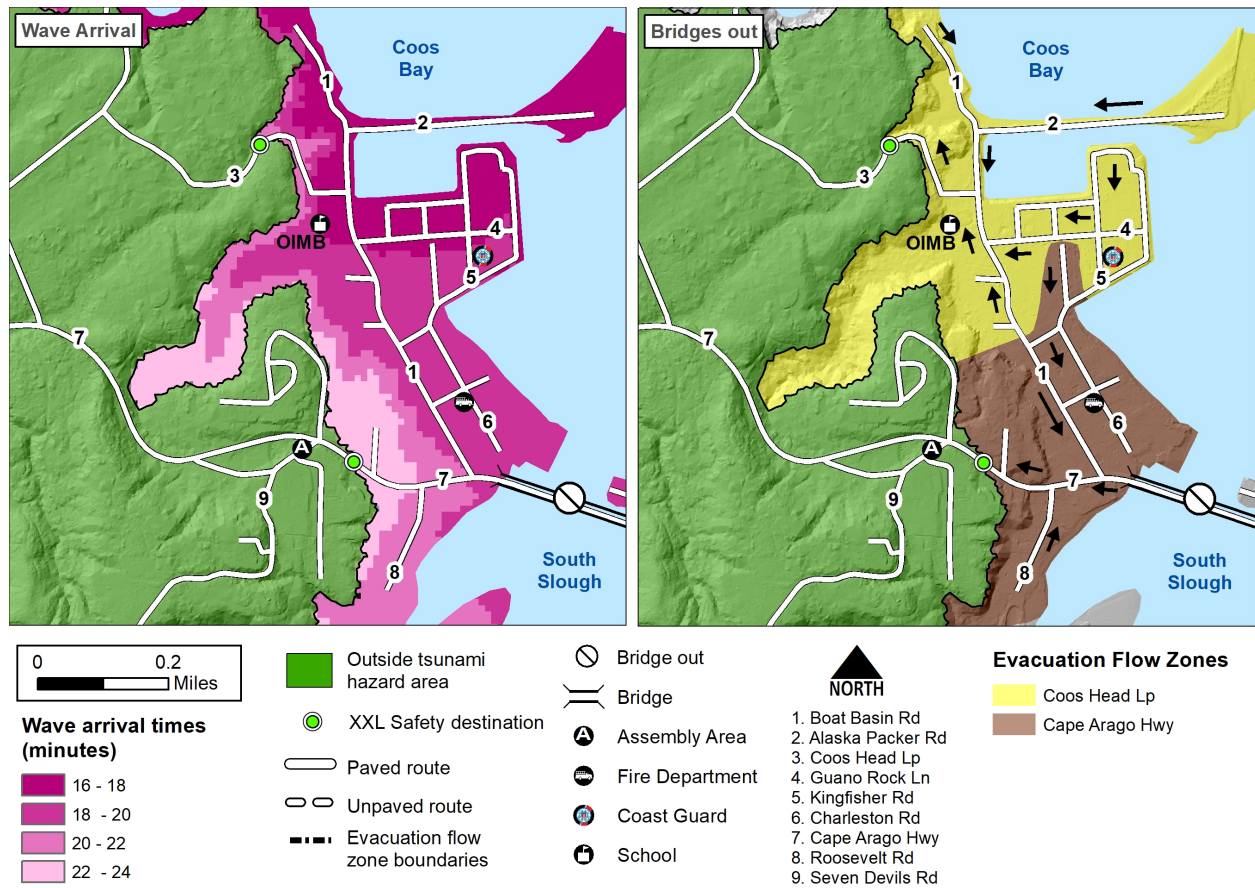 Wave Arrival
Coos
Bay
1
2
3
OIMB
4
5
7
1
6
A
7
9
8
South
Slough
Bridges out
Coos
Bay
1
2
3
OIMB
4
5
7
1
6
A
7
9
8
South
Slough
0 0.2
Miles
Wave arrival times
(minutes)
16 - 18
18 - 20
20 - 22
22 - 24
Outside tsunami
hazard area
XXL Safety destination
Paved route
Unpaved route
Evacuation flow
zone boundaries
Bridge out
Bridge
A Assembly Area
Fire Department
Coast Guard
School
NORTH
1. Boat Basin Rd
2. Alaska Packer Rd
3. Coos Head Lp
4. Guano Rock Ln
5. Kingfisher Rd
6. Charleston Rd
7. Cape Arago Hwy
8. Roosevelt Rd
9. Seven Devils Rd
Evacuation Flow Zones
Coos Head Lp
Cape Arago Hwy